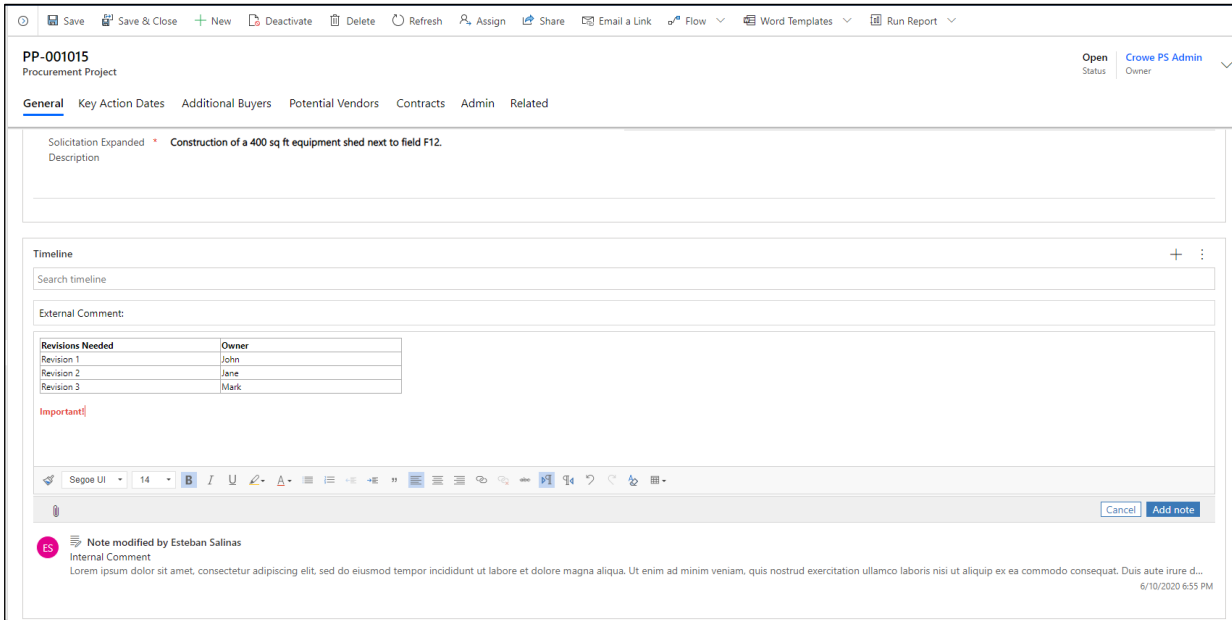 Save Save & Close New Deactivate Delete Refresh Assign Share Email a Link Flow Word Templates Run Report
PP-001015
Procurement Project
Open Crowe PS Admin
Status Owner
General Key Action Dates Additional Buyers Potential Vendors Contracts Admin Related
Solicitation Expanded * Construction of a 400 sq ft equipment shed next to field F12.
Description
Timeline
Search timeline
External Comment:
Revisions Needed Owner
Revision 1 John
Revision 2 Jane
Revision 3 Mark
Important!
Segoe UI 14 B I U A
Cancel Add note
ES Note modified by Esteban Salinas
Internal Comment
Lorem ipsum dolor sit amet, consectetur adipiscing elit, sed do eiusmod tempor incididunt ut labore et dolore magna aliqua. Ut enim ad minim veniam, quis nostrud exercitation ullamco laboris nisi ut aliquip ex ea commodo consequat. Duis aute irure d...
6/10/2020 6:55 PM